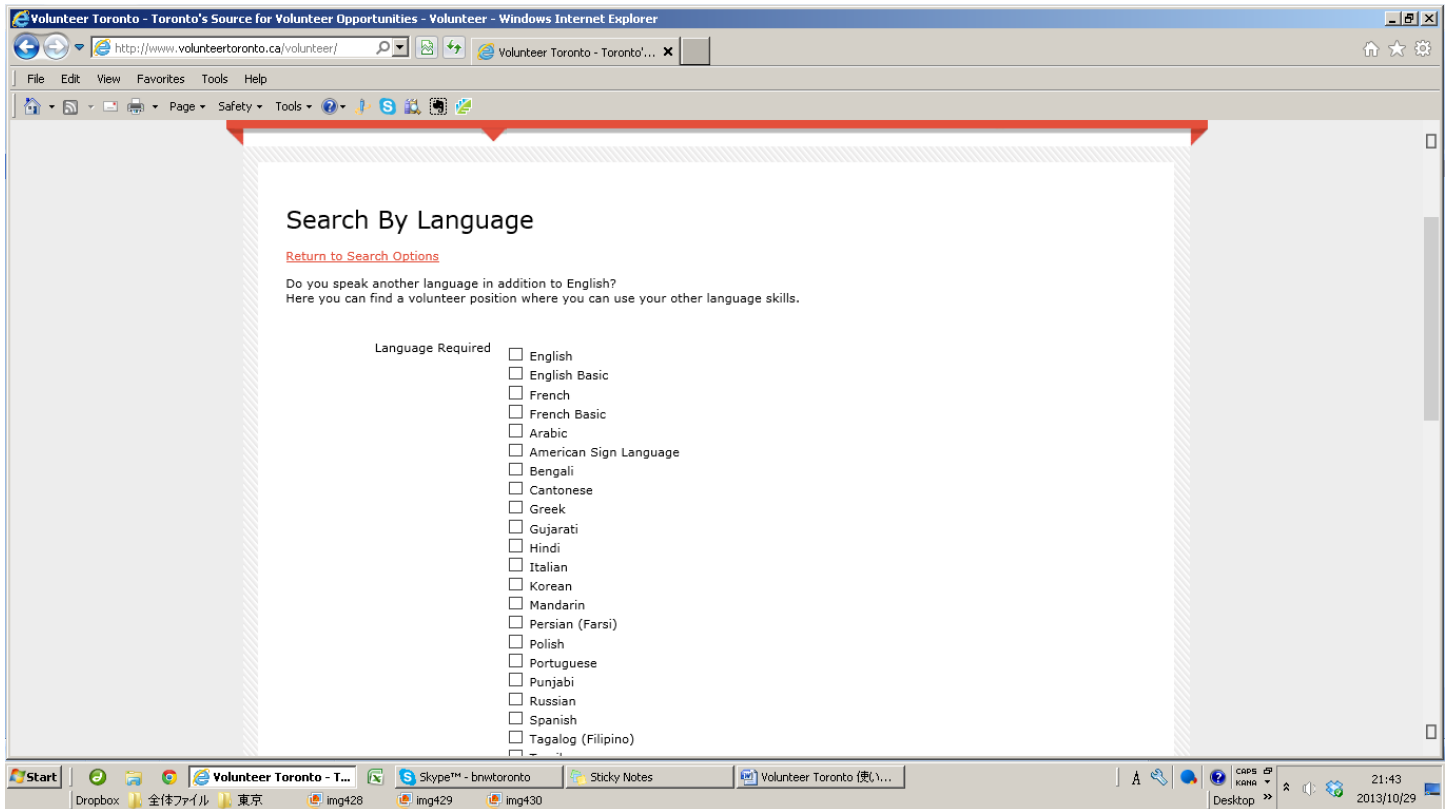 Volunteer Toronto - Toronto's Source for Volunteer Opportunities - Volunteer - Windows Internet Explorer
http://www.volunteertoronto.ca/volunteer/
Volunteer Toronto - Toronto'...
File Edit View Favorites Tools Help
Page Safety Tools
Search By Language
Return to Search Options
Do you speak another language in addition to English?
Here you can find a volunteer position where you can use your other language skills.
Language Required
English
English Basic
French
French Basic
Arabic
American Sign Language
Bengali
Cantonese
Greek
Gujarati
Hindi
Italian
Korean
Mandarin
Persian (Farsi)
Polish
Portuguese
Punjabi
Russian
Spanish
Tagalog (Filipino)
Start
Volunteer Toronto - T...
Skype™ - bnwtoronto
Sticky Notes
Volunteer Toronto (使い...
A
CAPS
KANA
21:43
Dropbox
全体ファイル
東京
img428
img429
img430
Desktop
2013/10/29